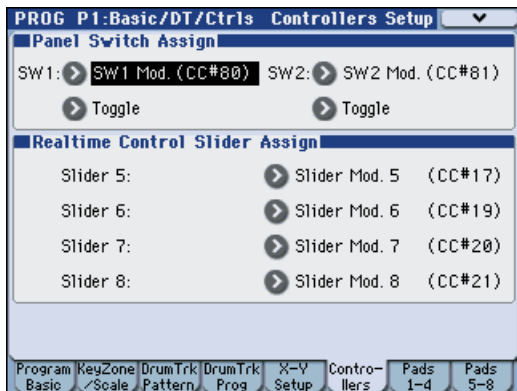 PROG P1:Basic/DT/Ctrls Controllers Setup
Panel Switch Assign
SW1: SW1 Mod. (CC#80) SW2: SW2 Mod. (CC#81)
Toggle Toggle
Realtime Control Slider Assign
Slider 5: Slider Mod. 5 (CC#17)
Slider 6: Slider Mod. 6 (CC#19)
Slider 7: Slider Mod. 7 (CC#20)
Slider 8: Slider Mod. 8 (CC#21)
Program KeyZone DrumTrk DrumTrk X-Y Contro- Pads Pads
Basic /Scale Pattern Prog Setup llers 1-4 5-8